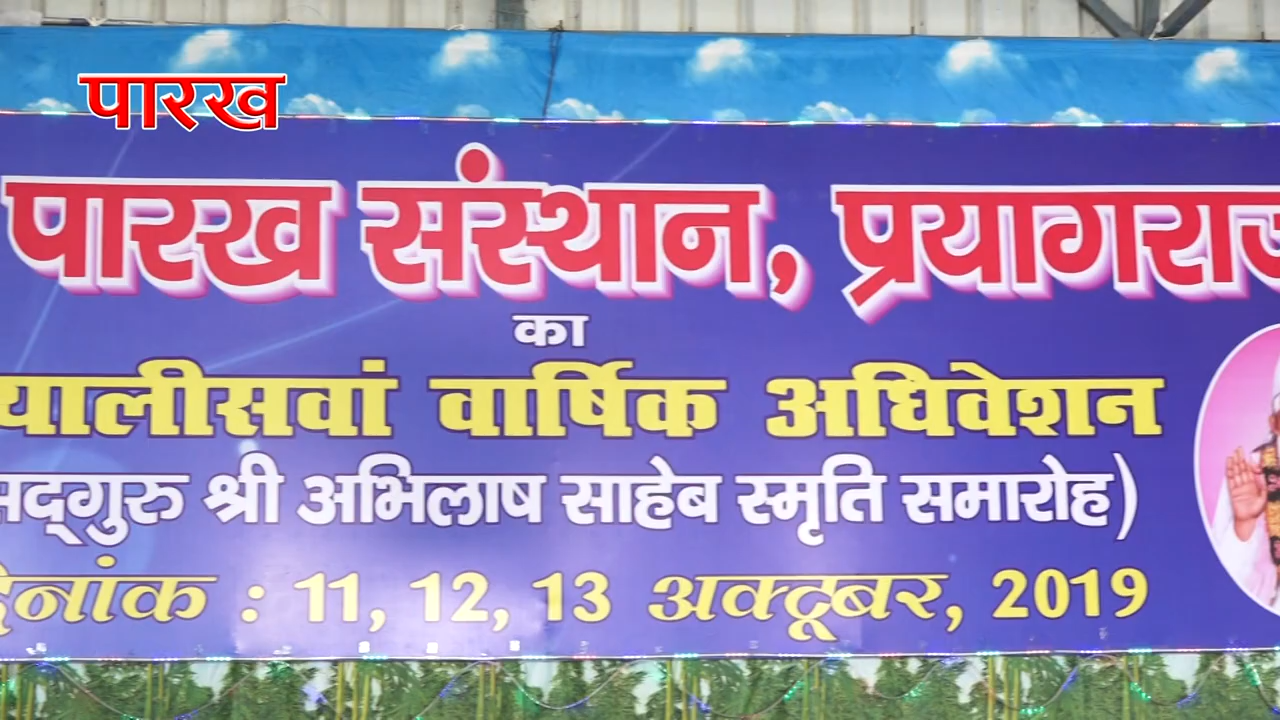 पारख
पारख संस्थान, प्रयागराज
का
यालीसवां वार्षिक अधिवेशन
सद्गुरु श्री अभिलाष साहेब स्मृति समारोह)
दिनांक : 11, 12, 13 अक्टूबर, 2019